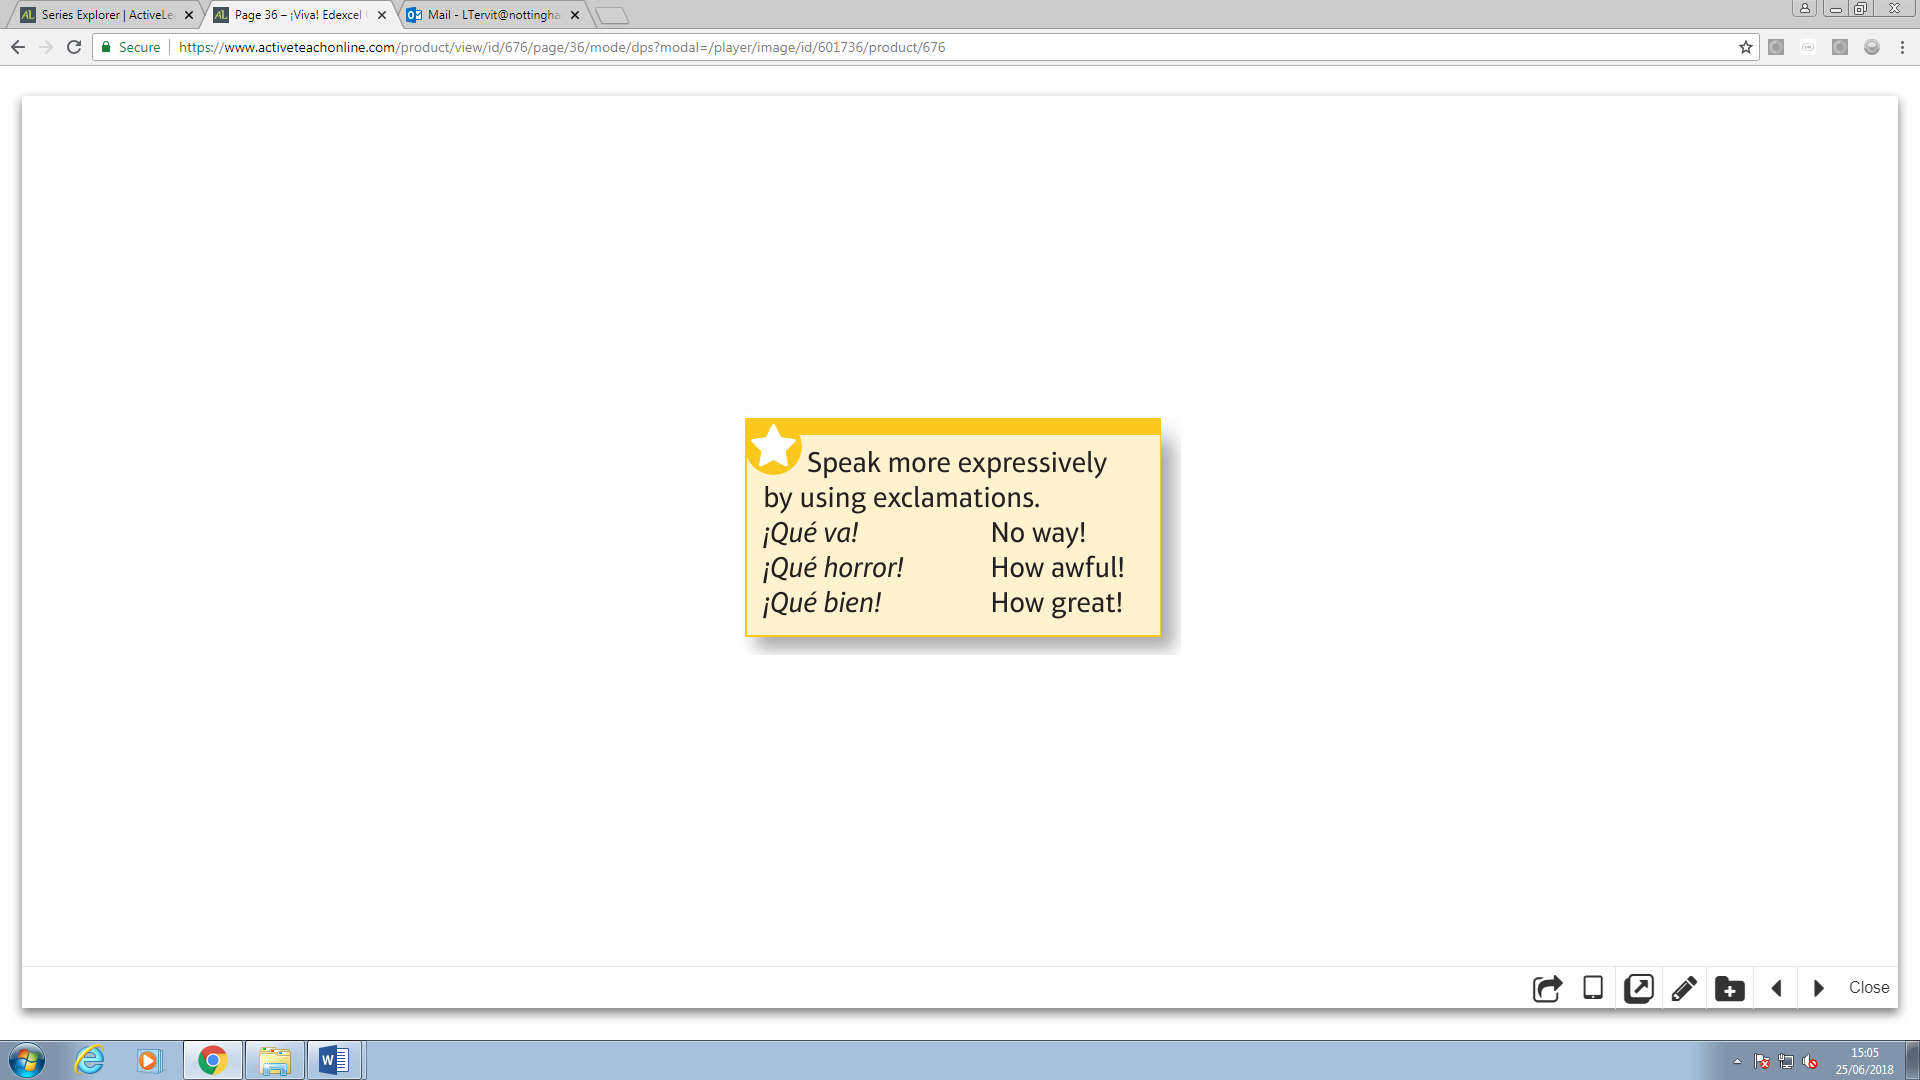 Series Explorer | ActiveLe
Page 36 – ¡Viva! Edexcel
Mail - LTervit@nottingha
Secure
https://www.activeteachonline.com/product/view/id/676/page/36/mode/dps?modal=/player/image/id/601736/product/676
Speak more expressively
by using exclamations.
¡Qué va! No way!
¡Qué horror! How awful!
¡Qué bien! How great!
Close
15:05
25/06/2018